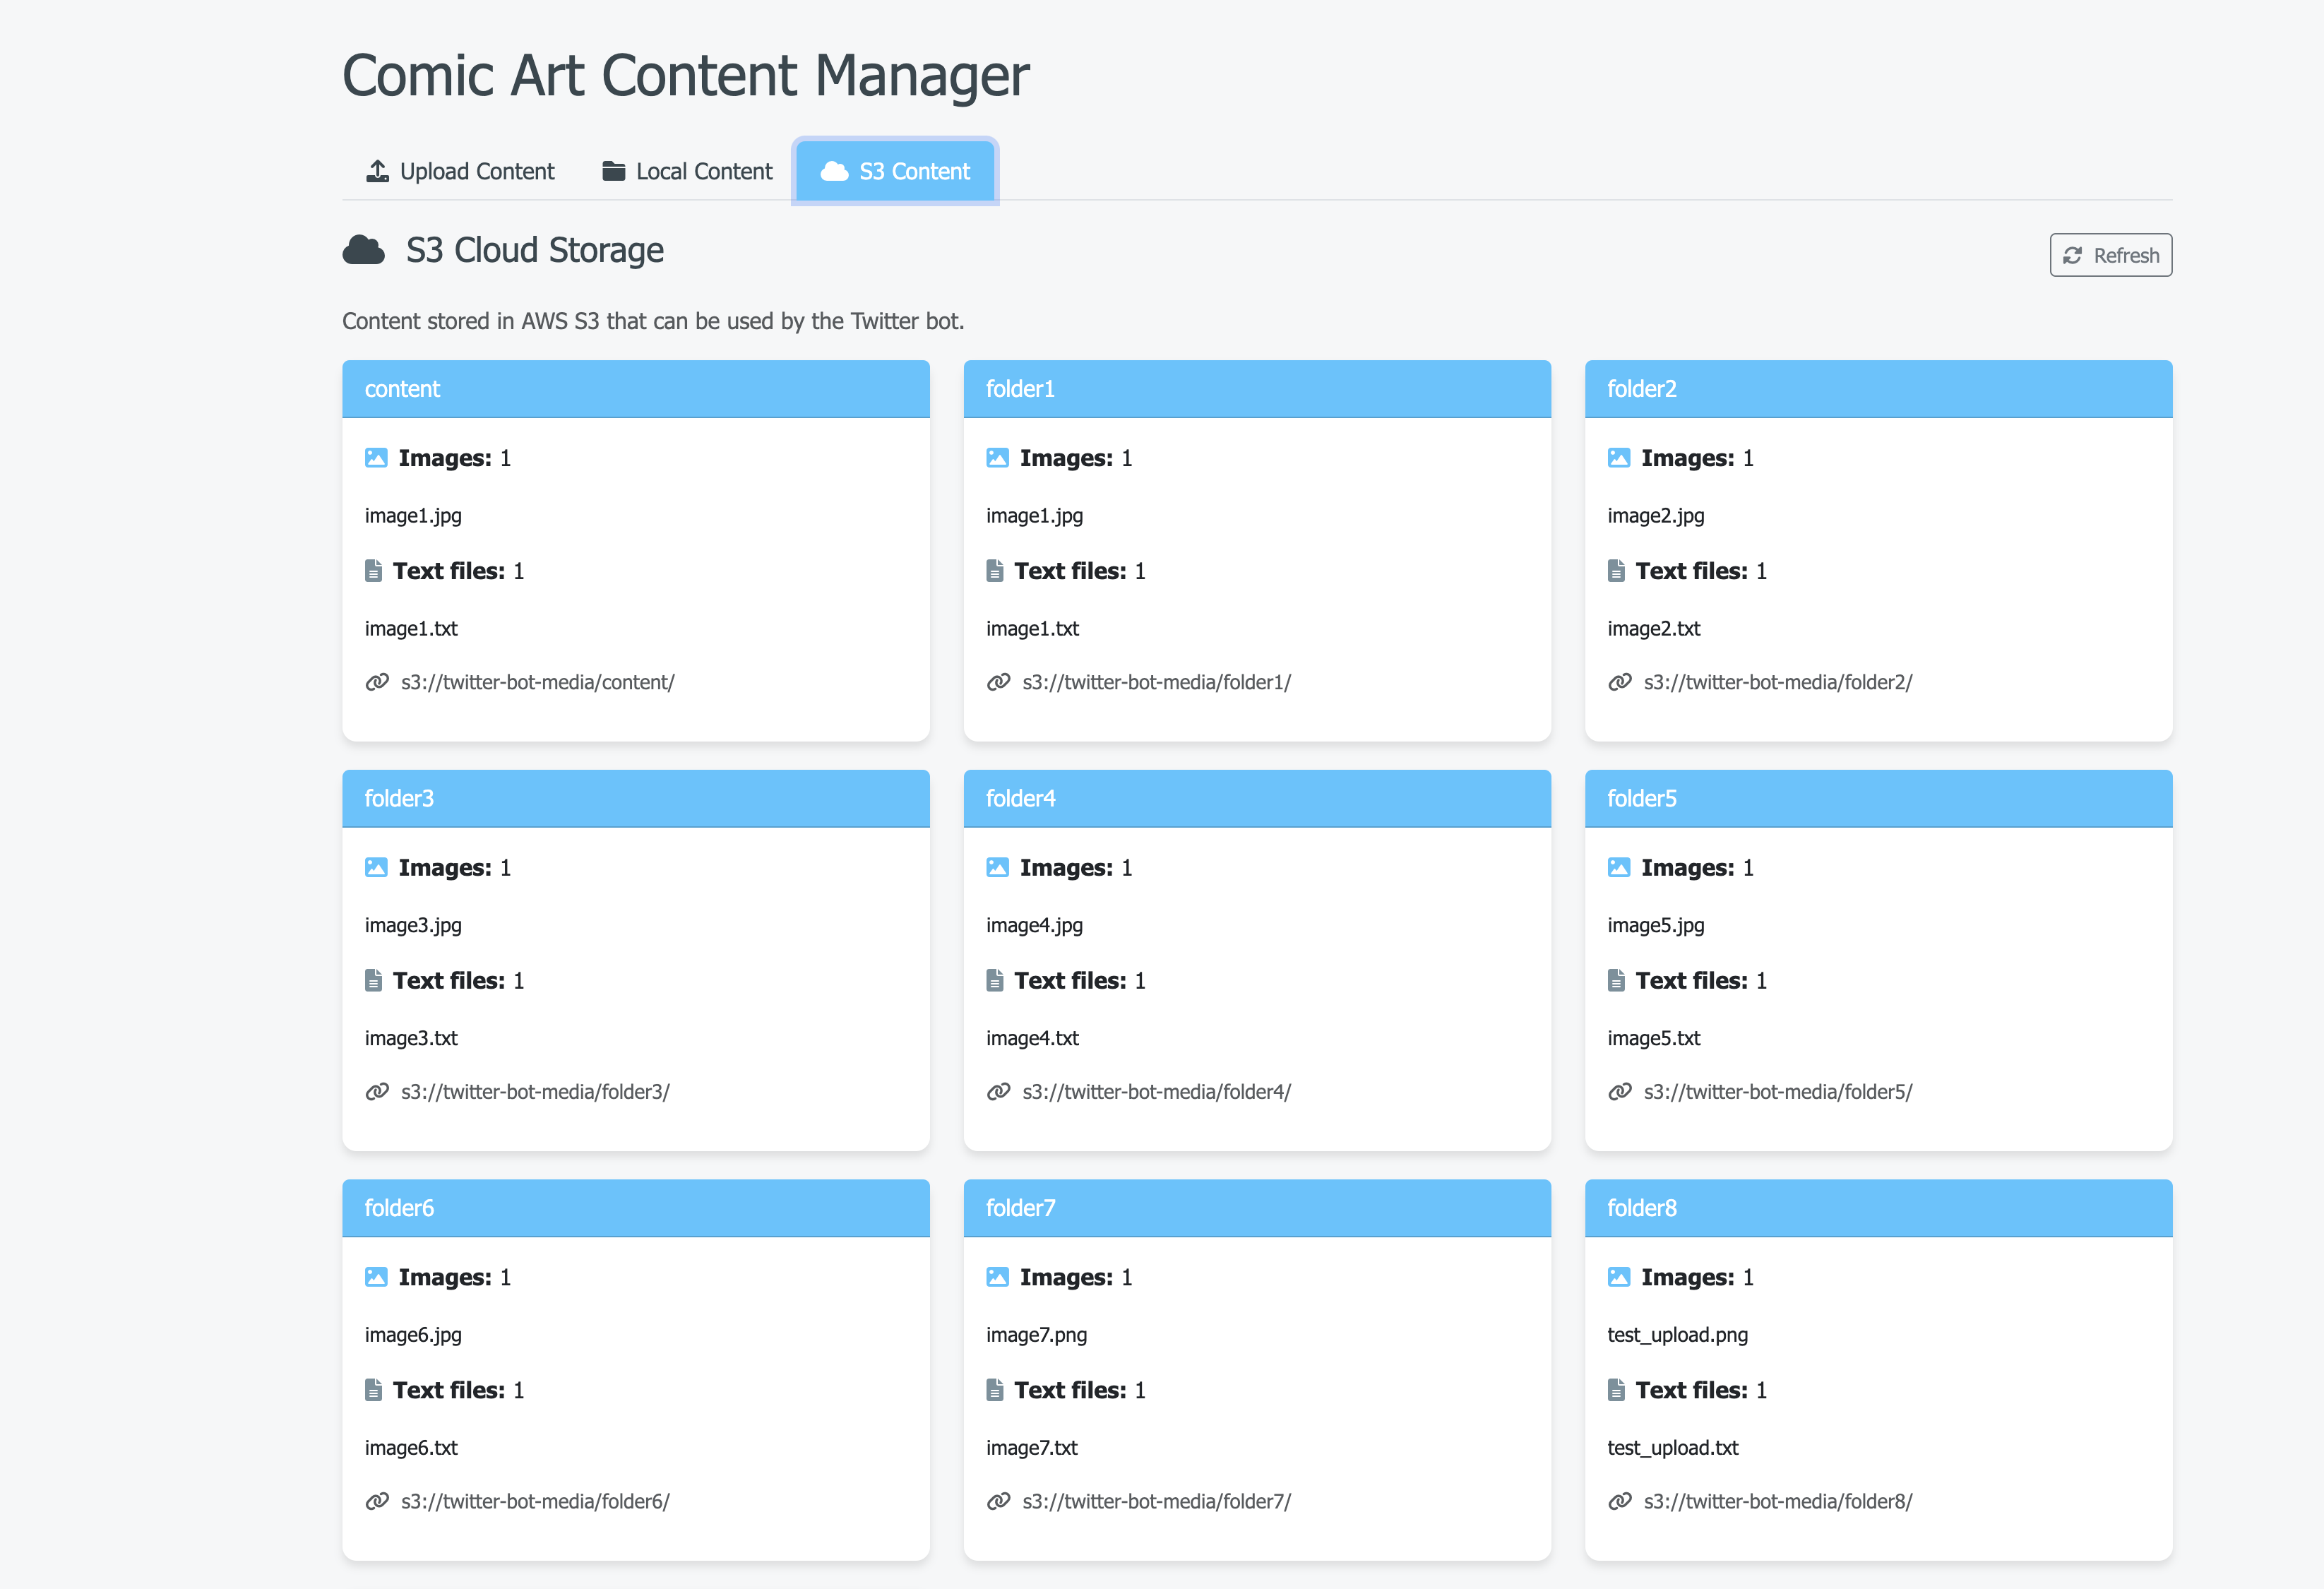 Comic Art Content Manager
Upload Content
Local Content
S3 Content
S3 Cloud Storage
Refresh
Content stored in AWS S3 that can be used by the Twitter bot.
content
Images: 1
image1.jpg
Text files: 1
image1.txt
s3://twitter-bot-media/content/
folder1
Images: 1
image1.jpg
Text files: 1
image1.txt
s3://twitter-bot-media/folder1/
folder2
Images: 1
image2.jpg
Text files: 1
image2.txt
s3://twitter-bot-media/folder2/
folder3
Images: 1
image3.jpg
Text files: 1
image3.txt
s3://twitter-bot-media/folder3/
folder4
Images: 1
image4.jpg
Text files: 1
image4.txt
s3://twitter-bot-media/folder4/
folder5
Images: 1
image5.jpg
Text files: 1
image5.txt
s3://twitter-bot-media/folder5/
folder6
Images: 1
image6.jpg
Text files: 1
image6.txt
s3://twitter-bot-media/folder6/
folder7
Images: 1
image7.png
Text files: 1
image7.txt
s3://twitter-bot-media/folder7/
folder8
Images: 1
test_upload.png
Text files: 1
test_upload.txt
s3://twitter-bot-media/folder8/